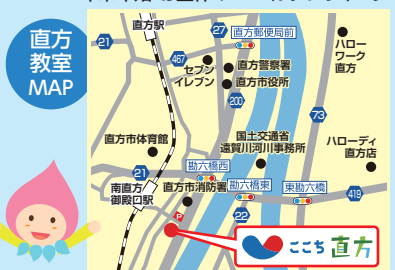 直方
教室
MAP
直方駅
21
27
直方郵便局前
ハロー
ワーク
直方
467
セブン
イレブン
直方警察署
直方市役所
200
73
直方市体育館
国土交通省
遠賀川河川事務所
ハローディ
直方店
21
勘六橋西
南直方
御殿口駅
直方市消防署
勘六橋東
東勘六橋
419
P
22
ここち直方